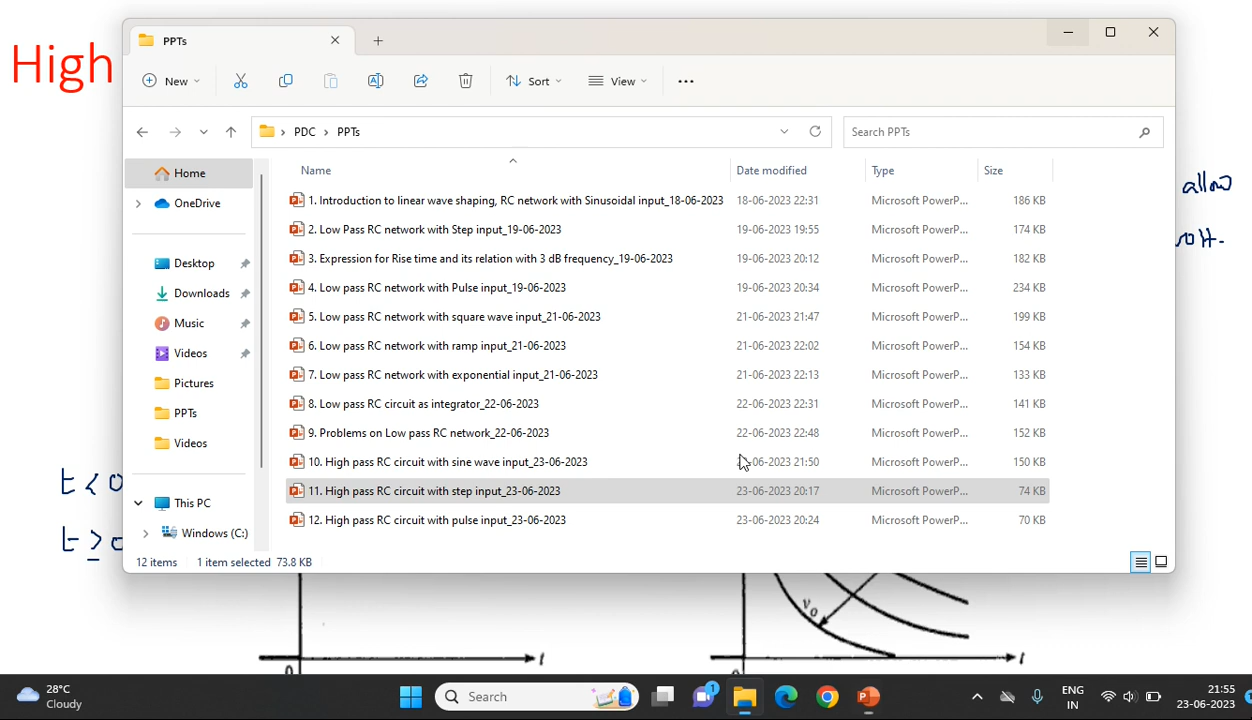 High
PPTs
New
Sort
View
PDC
PPTs
Search PPTs
Name
Date modified
Type
Size
Home
OneDrive
Desktop
Downloads
Music
Videos
Pictures
PPTs
Videos
This PC
Windows (C:)
1. Introduction to linear wave shaping, RC network with Sinusoidal input_18-06-2023 18-06-2023 22:31 Microsoft PowerP... 186 KB
2. Low Pass RC network with Step input_19-06-2023 19-06-2023 19:55 Microsoft PowerP... 174 KB
3. Expression for Rise time and its relation with 3 dB frequency_19-06-2023 19-06-2023 20:12 Microsoft PowerP... 182 KB
4. Low pass RC network with Pulse input_19-06-2023 19-06-2023 20:34 Microsoft PowerP... 234 KB
5. Low pass RC network with square wave input_21-06-2023 21-06-2023 21:47 Microsoft PowerP... 199 KB
6. Low pass RC network with ramp input_21-06-2023 21-06-2023 22:02 Microsoft PowerP... 154 KB
7. Low pass RC network with exponential input_21-06-2023 21-06-2023 22:13 Microsoft PowerP... 133 KB
8. Low pass RC circuit as integrator_22-06-2023 22-06-2023 22:31 Microsoft PowerP... 141 KB
9. Problems on Low pass RC network_22-06-2023 22-06-2023 22:48 Microsoft PowerP... 152 KB
10. High pass RC circuit with sine wave input_23-06-2023 -06-2023 21:50 Microsoft PowerP... 150 KB
11. High pass RC circuit with step input_23-06-2023 23-06-2023 20:17 Microsoft PowerP... 74 KB
12. High pass RC circuit with pulse input_23-06-2023 23-06-2023 20:24 Microsoft PowerP... 70 KB
12 items 1 item selected 73.8 KB
allow
t < 0
t ≥ 0
v₀
t
t
0
28°C
Cloudy
Search
1
ENG
IN
21:55
23-06-2023